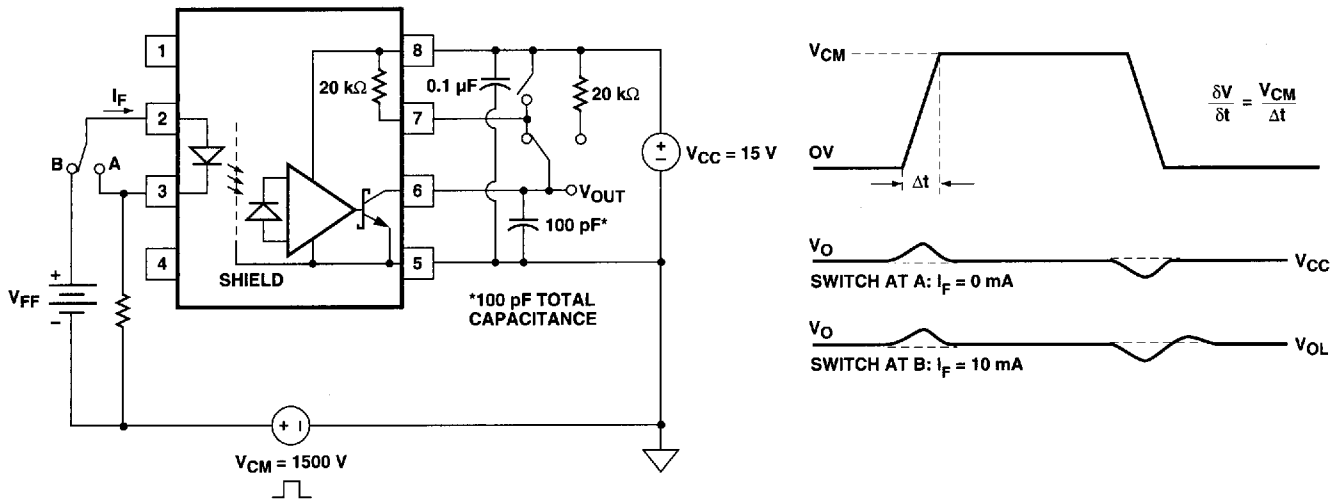 1
2
3
4
8
7
6
5
I_F
B
A
+
V_FF
−
SHIELD
20 kΩ
0.1 µF
20 kΩ
+
−
V_CC = 15 V
V_OUT
100 pF*
*100 pF TOTAL
CAPACITANCE
+ −
V_CM = 1500 V
V_CM
OV
Δt
δV/δt = V_CM/Δt
V_O
V_CC
SWITCH AT A: I_F = 0 mA
V_O
V_OL
SWITCH AT B: I_F = 10 mA